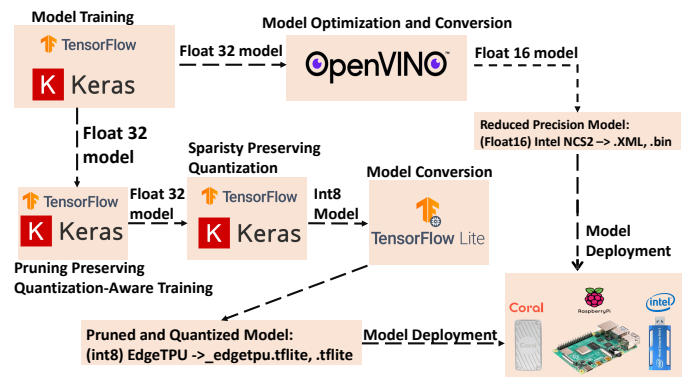 Model Training
TensorFlow
K Keras
Float 32 model
Model Optimization and Conversion
OpenVINO™
Float 16 model
Reduced Precision Model:
(Float16) Intel NCS2 –> .XML, .bin
Float 32
model
Sparisty Preserving
Quantization
TensorFlow
K Keras
Float 32
model
TensorFlow
K Keras
Int8
Model
Model Conversion
TensorFlow Lite
Pruning Preserving
Quantization-Aware Training
Model
Deployment
Pruned and Quantized Model:
(int8) EdgeTPU ->_edgetpu.tflite, .tflite
Model Deployment
Coral
RaspberryPi
intel
Coral